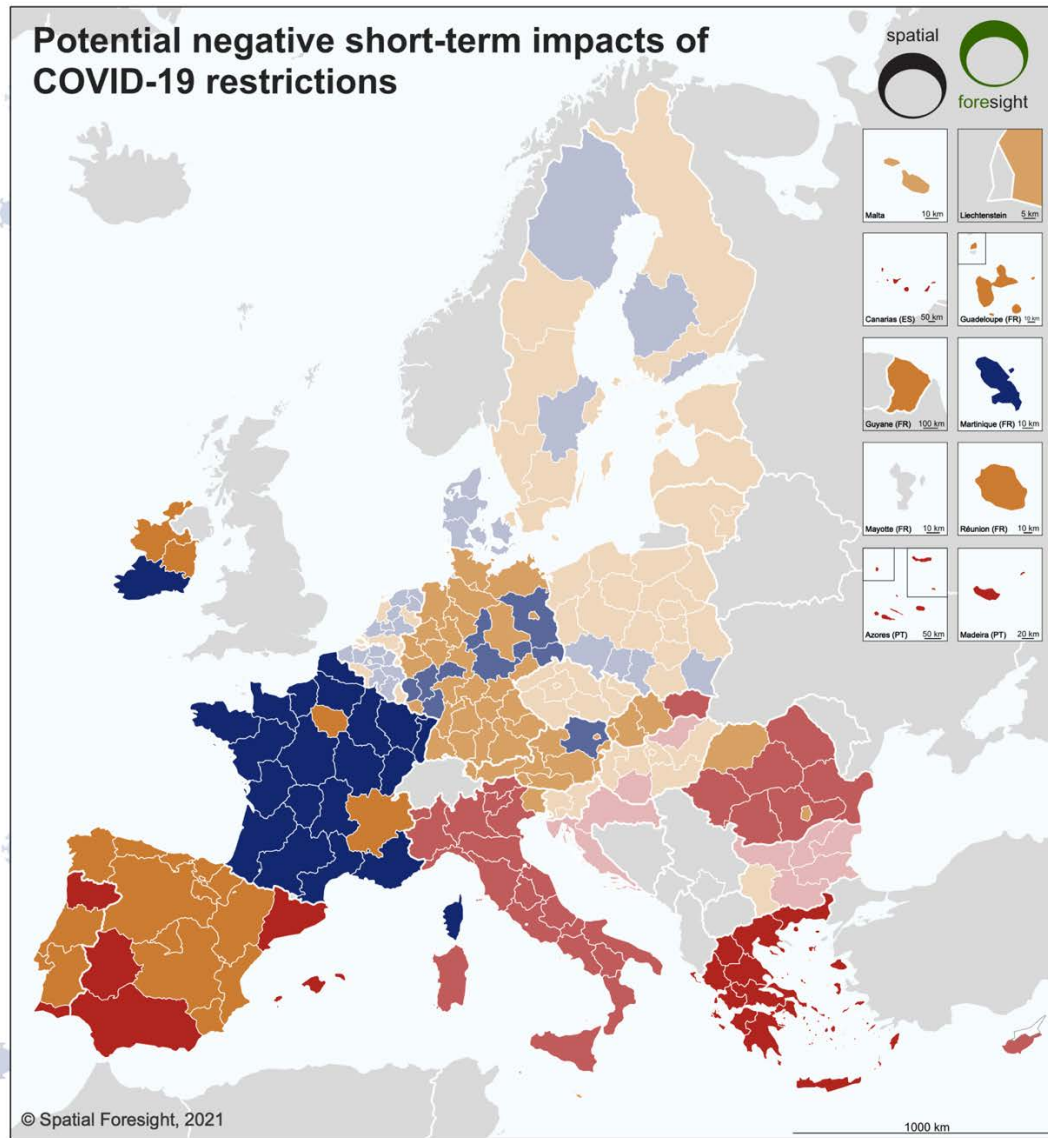 Potential negative short-term impacts of
COVID-19 restrictions
spatial
foresight
Malta
10 km
Liechtenstein
5 km
Canarias (ES)
50 km
Guadeloupe (FR)
10 km
Guyane (FR)
100 km
Martinique (FR)
10 km
Mayotte (FR)
10 km
Réunion (FR)
10 km
Azores (PT)
50 km
Madeira (PT)
20 km
© Spatial Foresight, 2021
1000 km